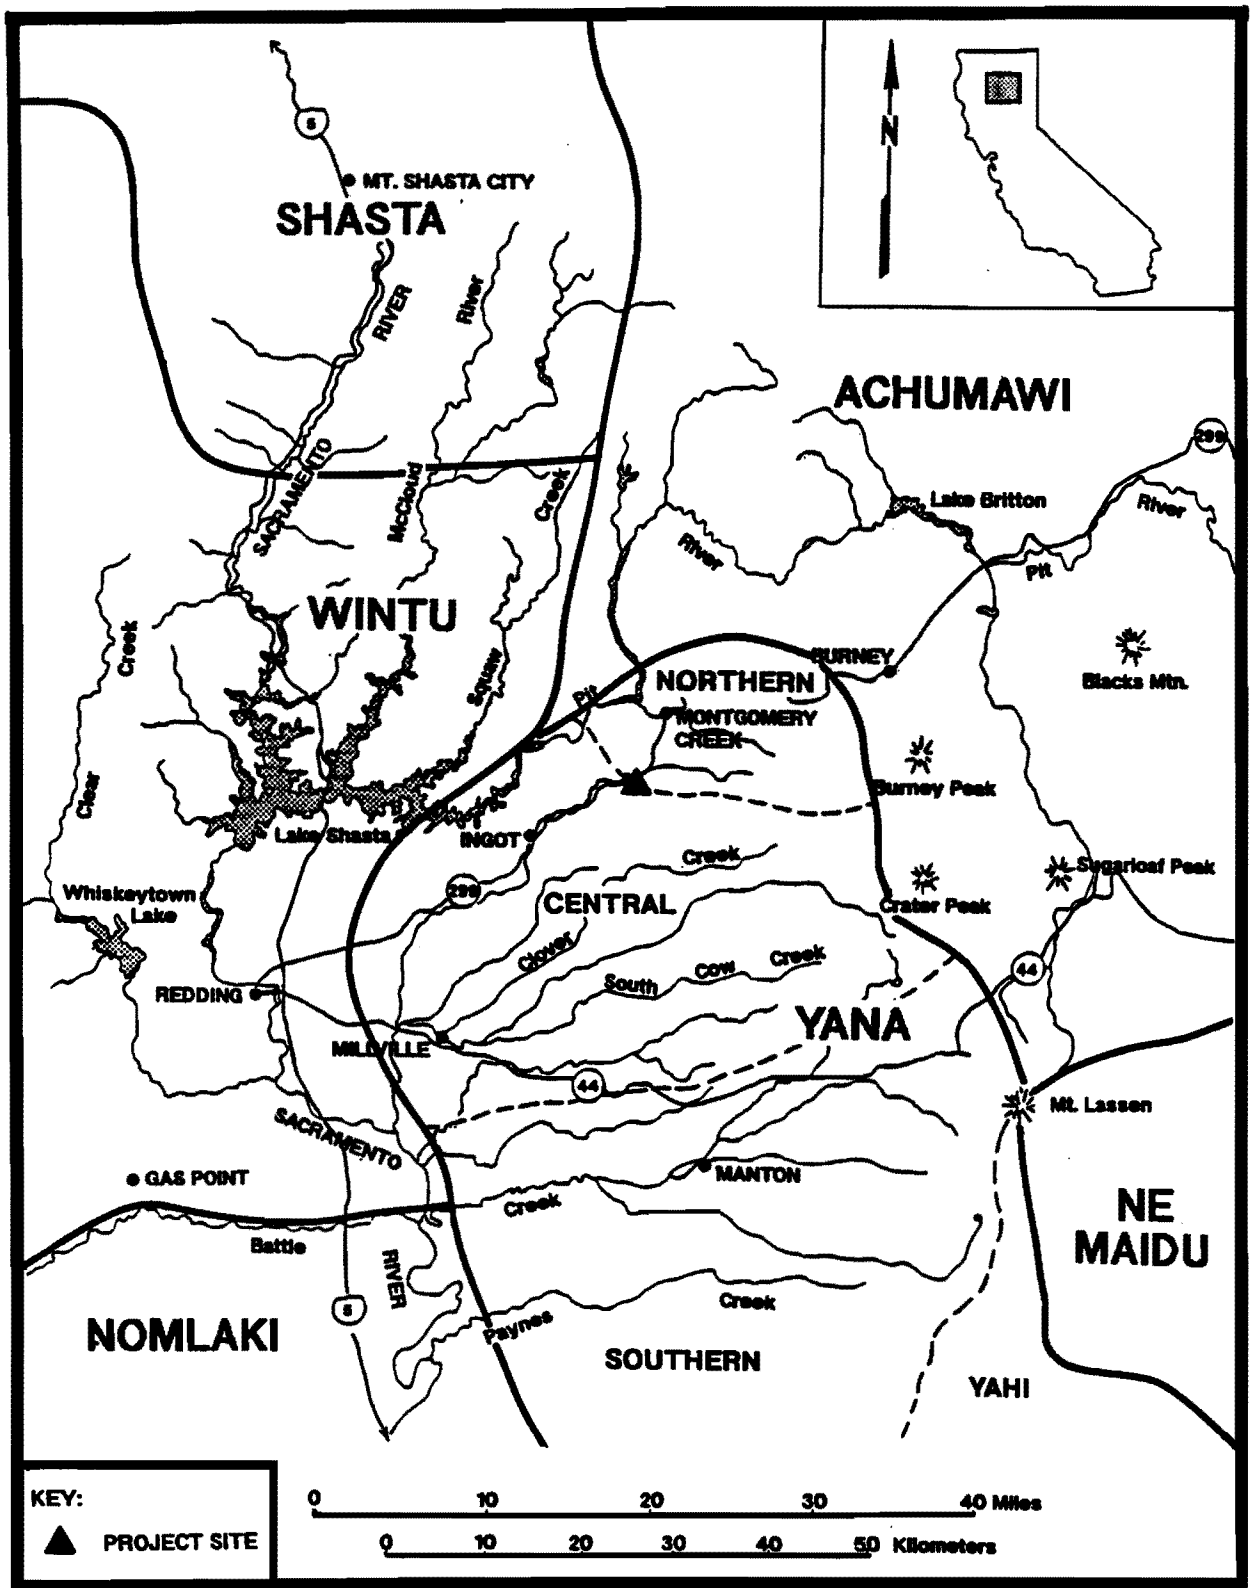 5
MT. SHASTA CITY
SHASTA
N
RIVER
River
ACHUMAWI
299
SACRAMENTO
McCloud
Creek
Lake Britton
River
River
Pit
WINTU
Creek
BURNEY
Blacks Mtn.
Squaw
NORTHERN
Pit
MONTGOMERY
CREEK
Clear
Burney Peak
Lake Shasta
INGOT
Creek
Sugarloaf Peak
Whiskeytown
Lake
299
CENTRAL
Crater Peak
Clover
South Cow Creek
44
REDDING
YANA
MILLVILLE
44
Mt. Lassen
SACRAMENTO
GAS POINT
MANTON
Creek
NE
MAIDU
Battle
RIVER
5
Creek
NOMLAKI
Paynes
SOUTHERN
YAHI
KEY:
PROJECT SITE
0 10 20 30 40 Miles
0 10 20 30 40 50 Kilometers